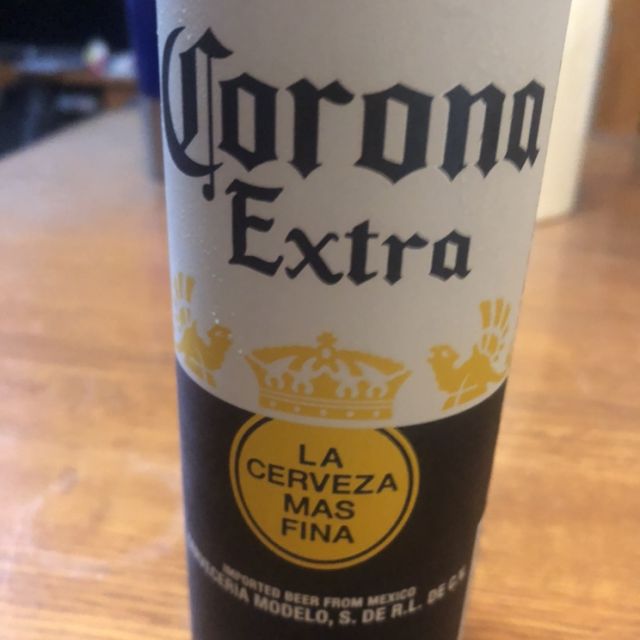 Corona
Extra
LA
CERVEZA
MAS
FINA
IMPORTED BEER FROM MEXICO
MODELO, S. DE R.L. DE C.V.